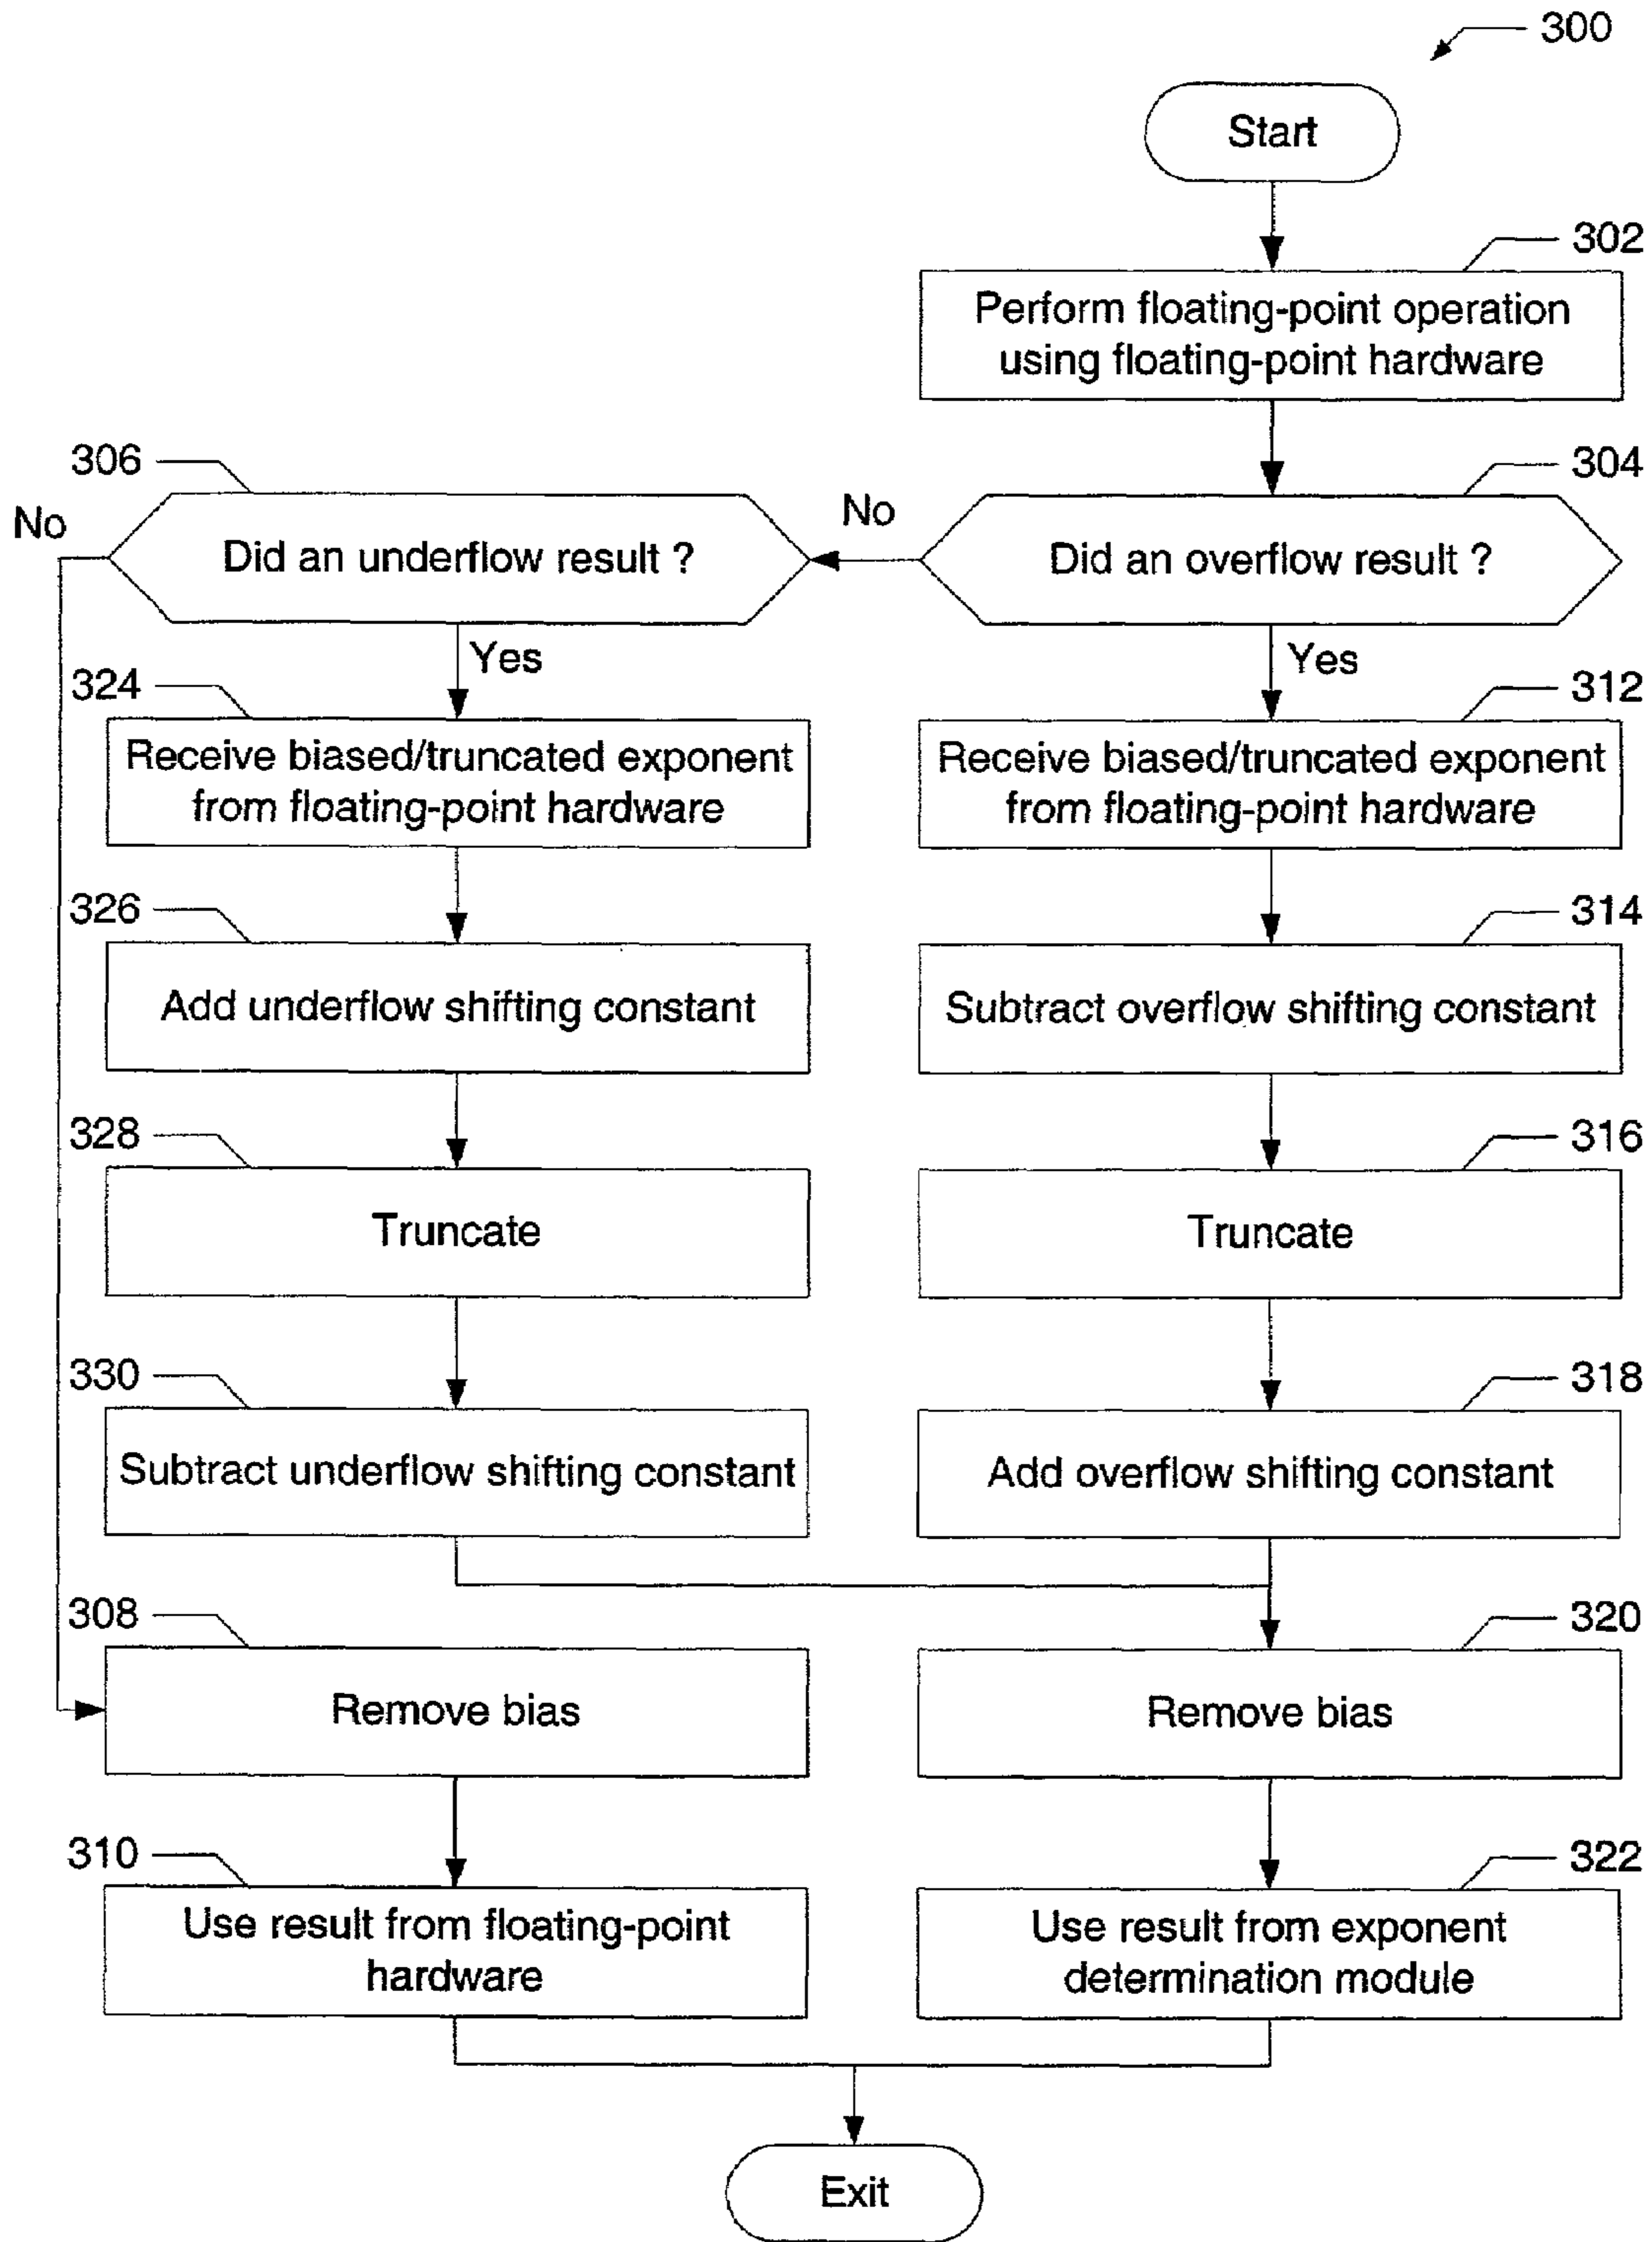 300
Start
302
Perform floating-point operation
using floating-point hardware
306
304
No
Did an underflow result ?
No
Did an overflow result ?
Yes
Yes
324
312
Receive biased/truncated exponent
from floating-point hardware
Receive biased/truncated exponent
from floating-point hardware
326
314
Add underflow shifting constant
Subtract overflow shifting constant
328
316
Truncate
Truncate
330
318
Subtract underflow shifting constant
Add overflow shifting constant
308
320
Remove bias
Remove bias
310
322
Use result from floating-point
hardware
Use result from exponent
determination module
Exit